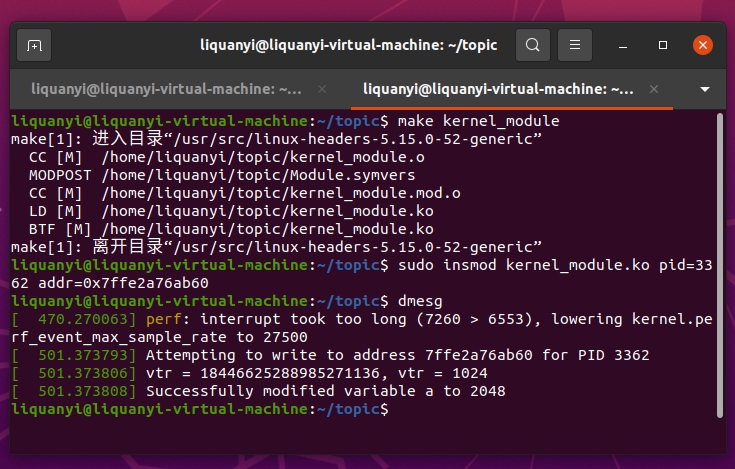 liquanyi@liquanyi-virtual-machine: ~/topic
liquanyi@liquanyi-virtual-machine: ~/...
liquanyi@liquanyi-virtual-machine: ~...
liquanyi@liquanyi-virtual-machine:~/topic$ make kernel_module
make[1]: 进入目录“/usr/src/linux-headers-5.15.0-52-generic”
CC [M]  /home/liquanyi/topic/kernel_module.o
MODPOST /home/liquanyi/topic/Module.symvers
CC [M]  /home/liquanyi/topic/kernel_module.mod.o
LD [M]  /home/liquanyi/topic/kernel_module.ko
BTF [M] /home/liquanyi/topic/kernel_module.ko
make[1]: 离开目录“/usr/src/linux-headers-5.15.0-52-generic”
liquanyi@liquanyi-virtual-machine:~/topic$ sudo insmod kernel_module.ko pid=33
62 addr=0x7ffe2a76ab60
liquanyi@liquanyi-virtual-machine:~/topic$ dmesg
[  470.270063] perf: interrupt took too long (7260 > 6553), lowering kernel.pe
rf_event_max_sample_rate to 27500
[  501.373793] Attempting to write to address 7ffe2a76ab60 for PID 3362
[  501.373806] vtr = 18446625288985271136, vtr = 1024
[  501.373808] Successfully modified variable a to 2048
liquanyi@liquanyi-virtual-machine:~/topic$